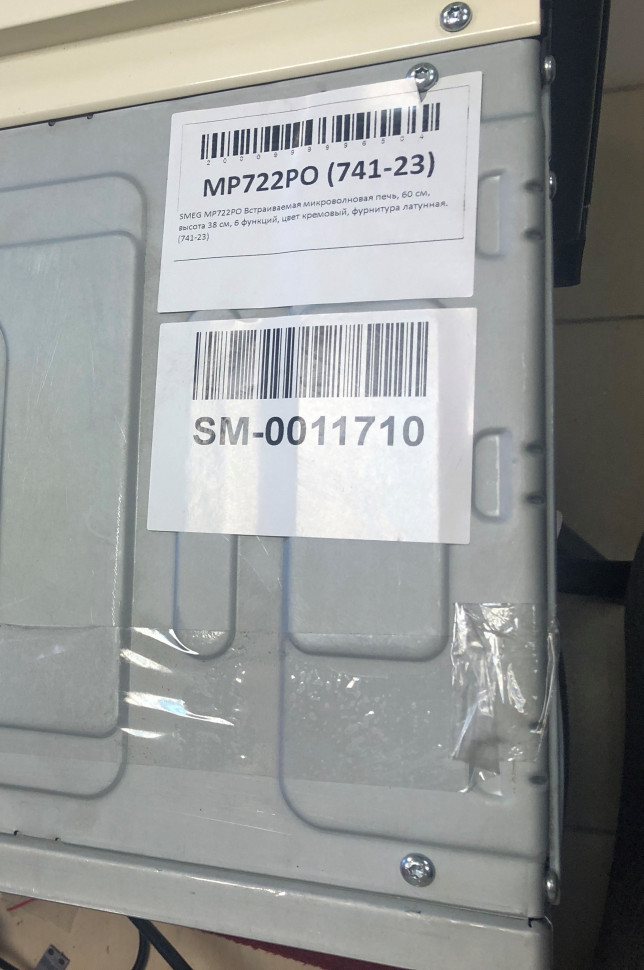 2000999996504
MP722PO (741-23)
SMEG MP722PO Встраиваемая микроволновая печь, 60 см,
высота 38 см, 6 функций, цвет кремовый, фурнитура латунная.
(741-23)
SM-0011710